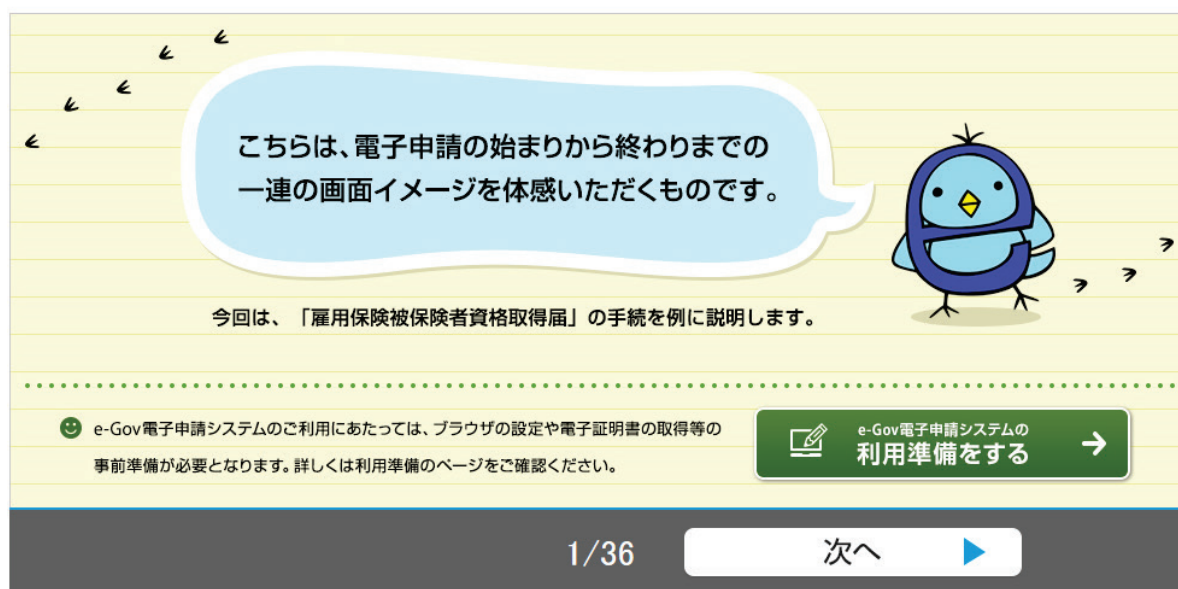 こちらは、電子申請の始まりから終わりまでの
一連の画面イメージを体感いただくものです。
今回は、「雇用保険被保険者資格取得届」の手続を例に説明します。
e-Gov電子申請システムのご利用にあたっては、ブラウザの設定や電子証明書の取得等の
事前準備が必要となります。詳しくは利用準備のページをご確認ください。
e-Gov電子申請システムの
利用準備をする
1/36
次へ